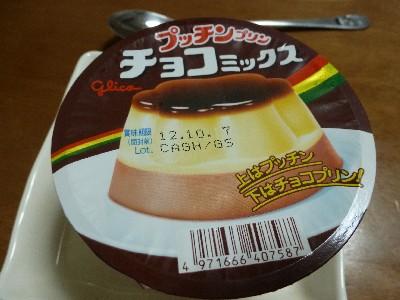 プッチンプリン
チョコミックス
glico
賞味期限
(開封前)
12.10. 7
Lot. CAGH/GS
上はプッチン
下はチョコプリン!
4 971666 407587